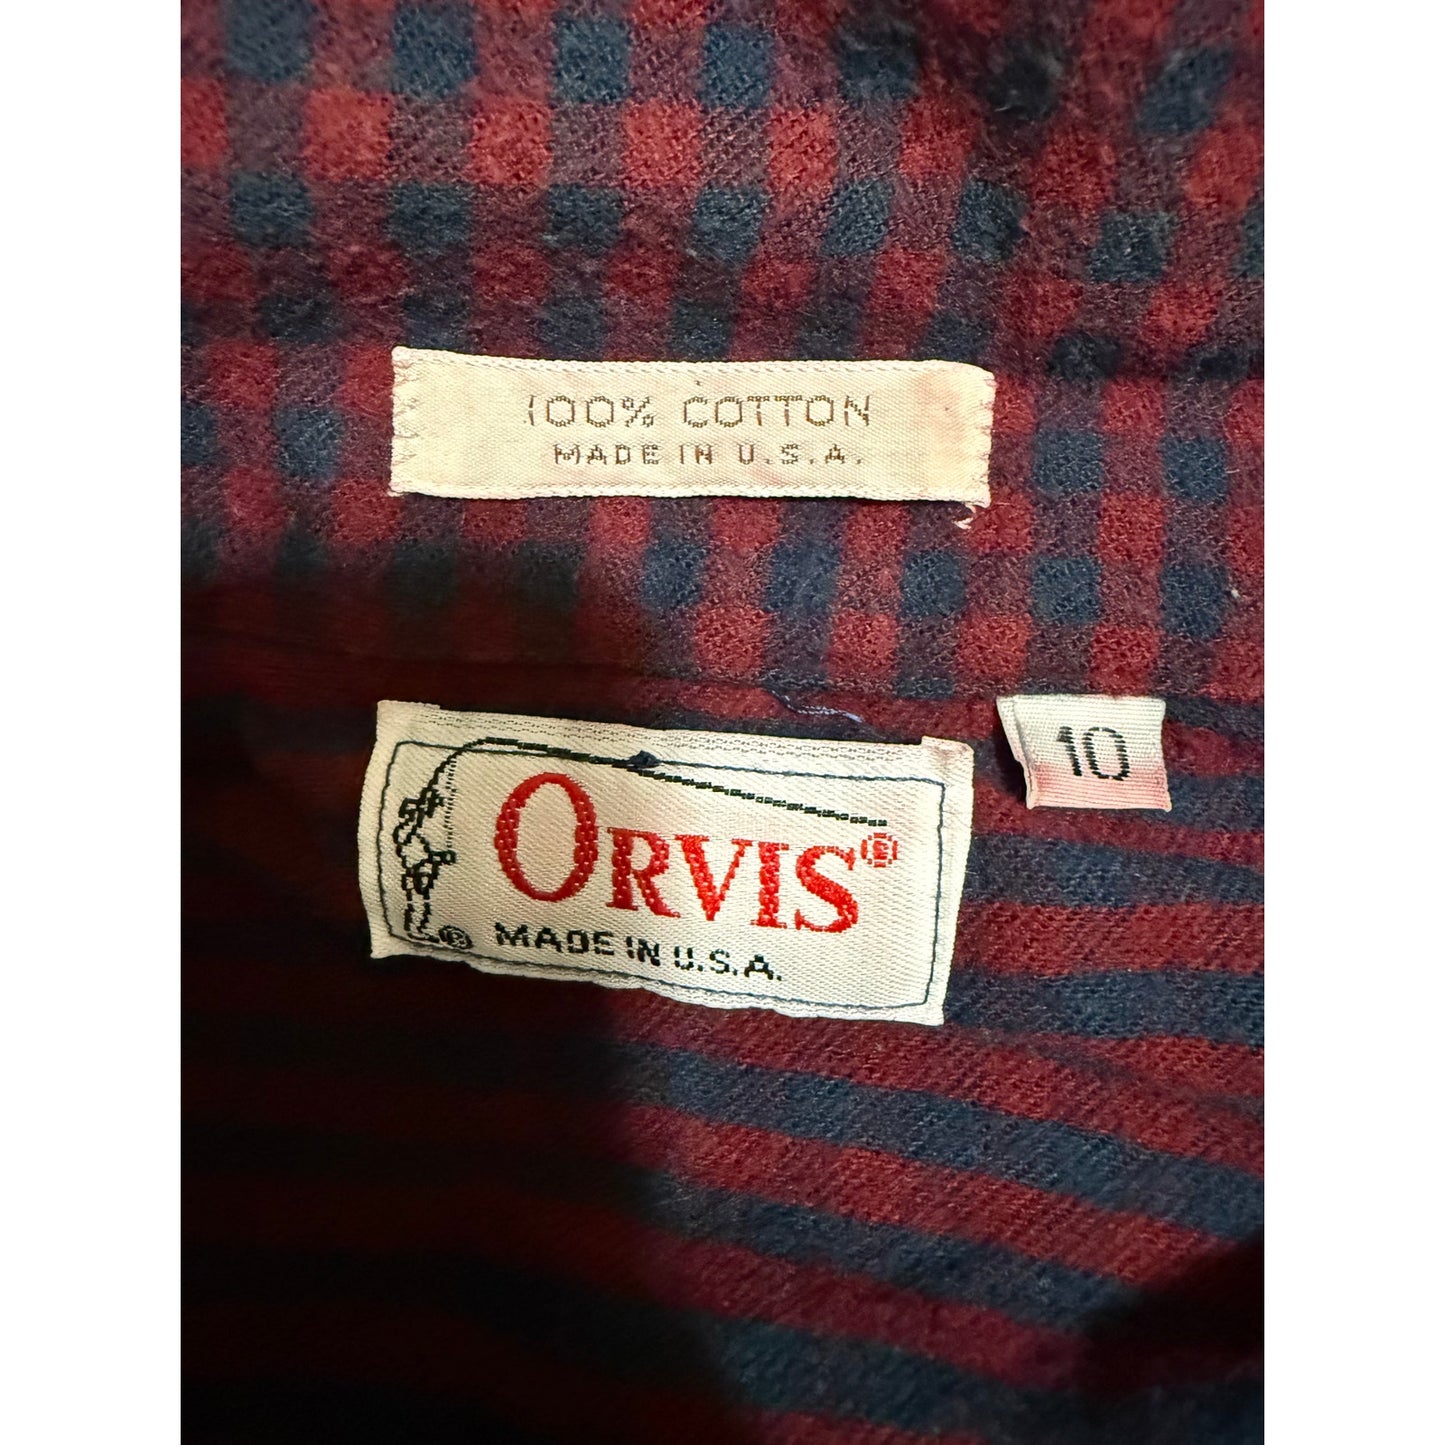 100% COTTON
MADE IN U.S.A.
ORVIS®
10
®
MADE IN U.S.A.